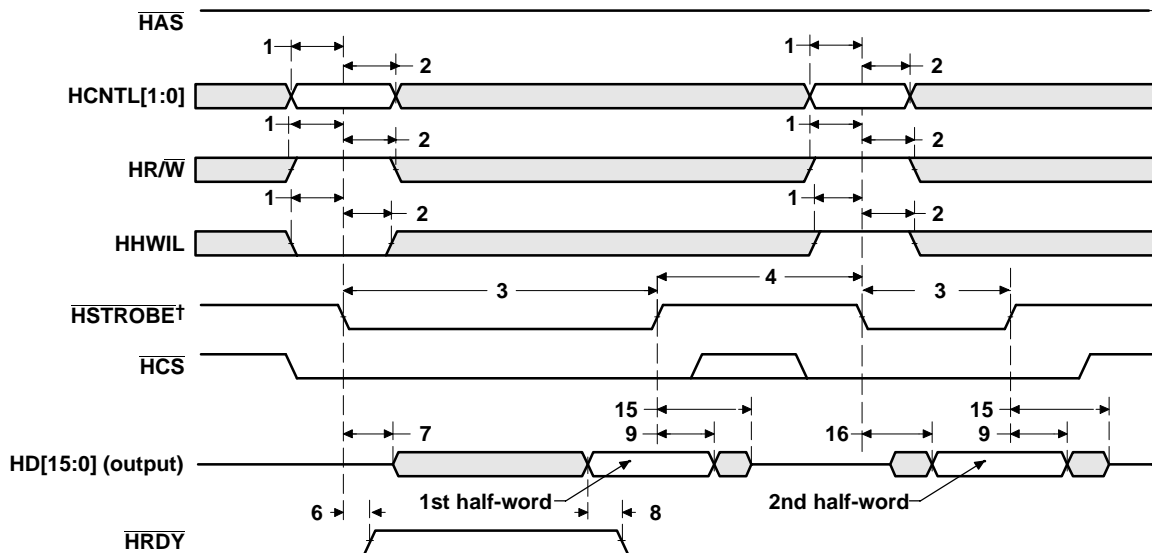 HAS
1
2
1
2
HCNTL[1:0]
1
2
1
2
HR/W
1
2
1
2
HHWIL
3
4
3
HSTROBE†
HCS
15
15
7
9
16
9
HD[15:0] (output)
1st half-word
2nd half-word
6
8
HRDY